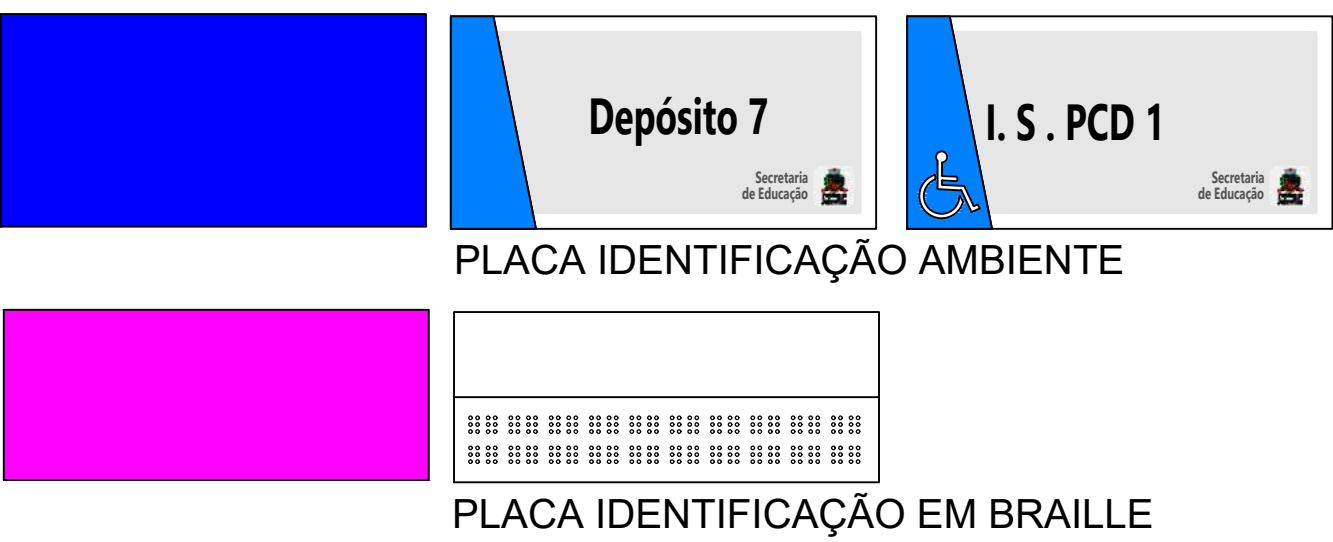 Depósito 7
Secretaria
de Educação
I. S . PCD 1
Secretaria
de Educação
PLACA IDENTIFICAÇÃO AMBIENTE
PLACA IDENTIFICAÇÃO EM BRAILLE